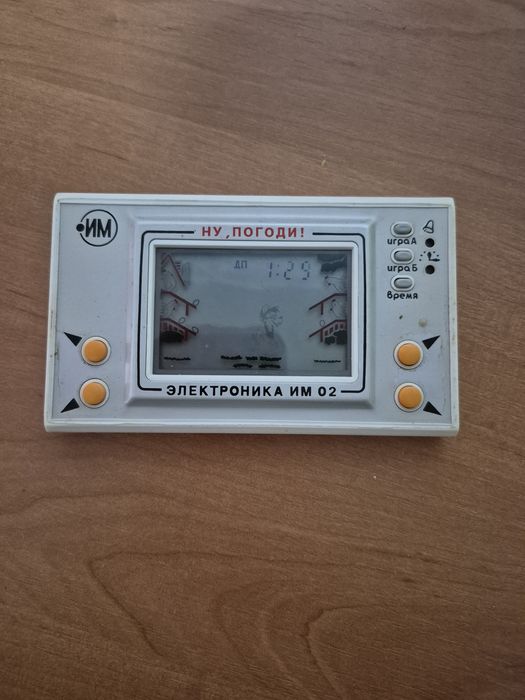 ИМ
НУ, ПОГОДИ!
игра А
игра Б
время
ДП 1:29
ЭЛЕКТРОНИКА ИМ 02